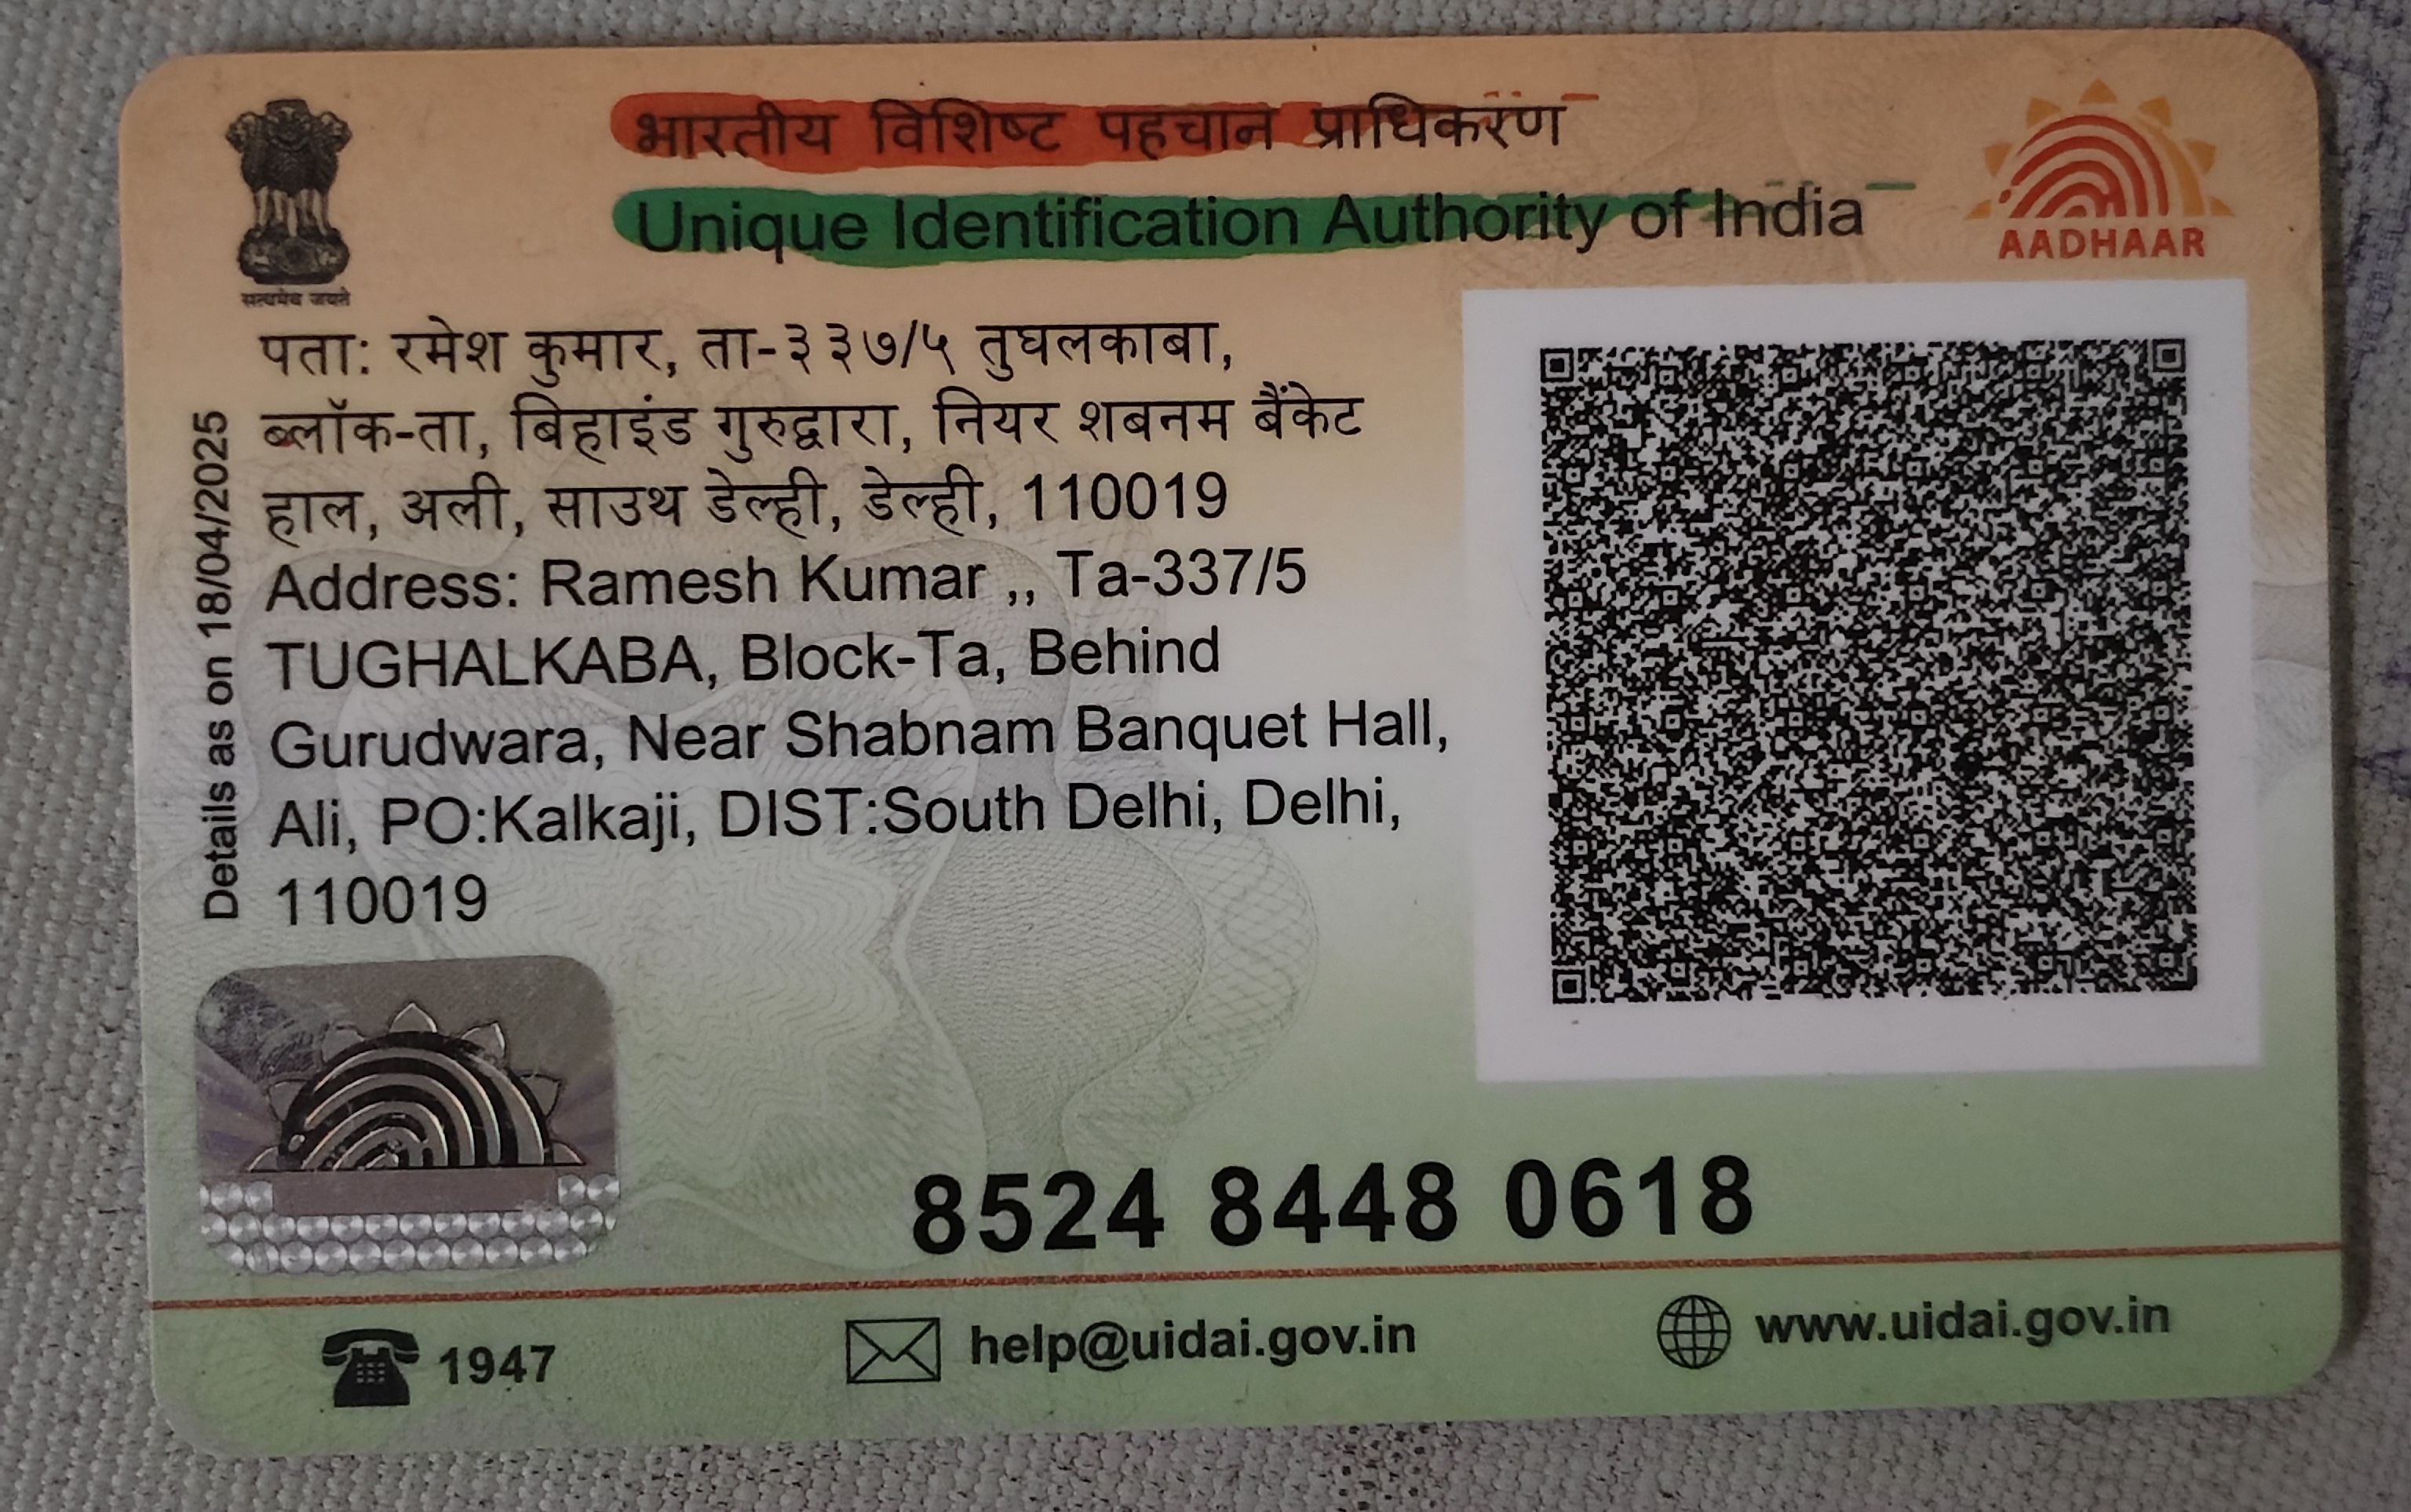 भारतीय विशिष्ट पहचान प्राधिकरण
Unique Identification Authority of India
AADHAAR
सत्यमेव जयते
पता: रमेश कुमार, ता-३३७/५ तुघलकाबा,
ब्लॉक-ता, बिहाइंड गुरुद्वारा, नियर शबनम बैंकेट
हाल, अली, साउथ डेल्ही, डेल्ही, 110019
Address: Ramesh Kumar ,, Ta-337/5
TUGHALKABA, Block-Ta, Behind
Gurudwara, Near Shabnam Banquet Hall,
Ali, PO:Kalkaji, DIST:South Delhi, Delhi,
110019
Details as on 18/04/2025
8524 8448 0618
1947
help@uidai.gov.in
www.uidai.gov.in